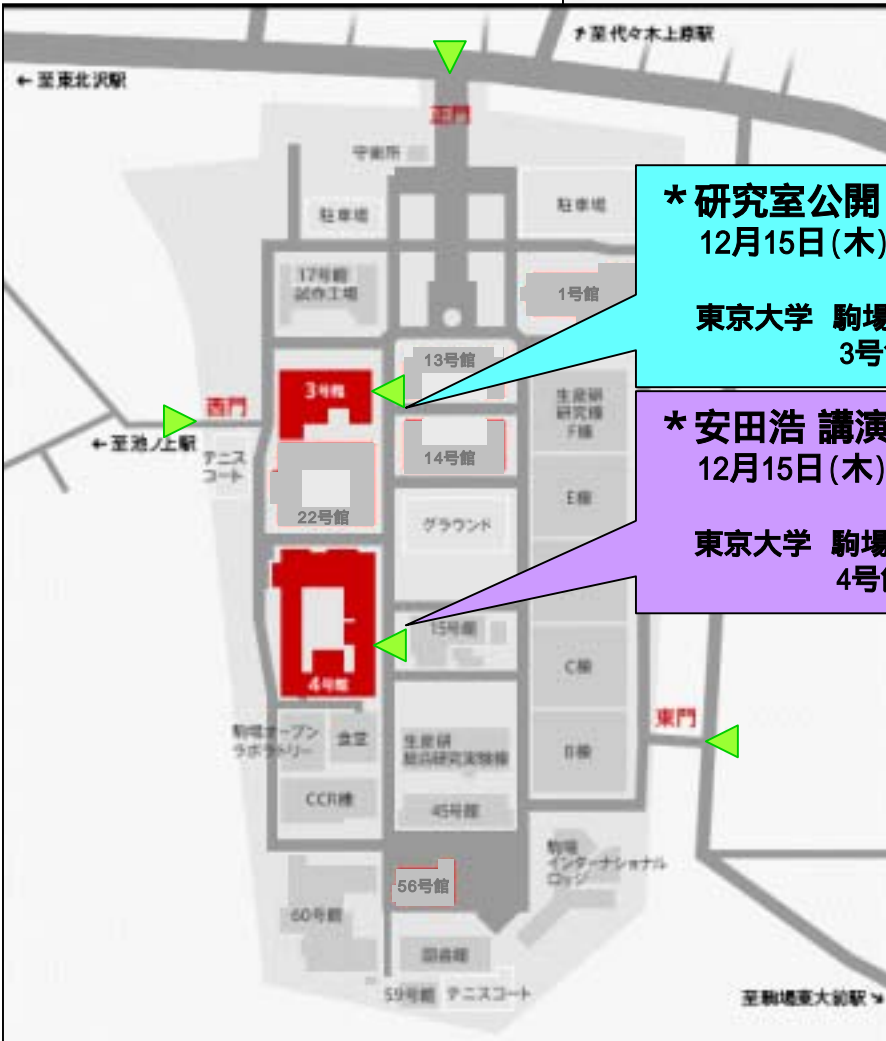 ↗至代々木上原駅
←至東北沢駅
正門
守衛所
駐車場
駐車場
17号館
試作工場
1号館
*研究室公開
12月15日(木)
東京大学 駒場
3号
13号館
3号館
西門
←至池ノ上駅
テニス
コート
生産研
研究棟
F棟
14号館
22号館
グラウンド
E棟
*安田浩 講演
12月15日(木)
東京大学 駒場
4号
15号館
4号館
C棟
東門
駒場オープン
ラボラトリー
食堂
生産研
総合研究実験棟
B棟
CCR棟
45号館
駒場
インターナショナル
ロッジ
56号館
60号館
図書館
59号館 テニスコート
至駒場東大前駅↘